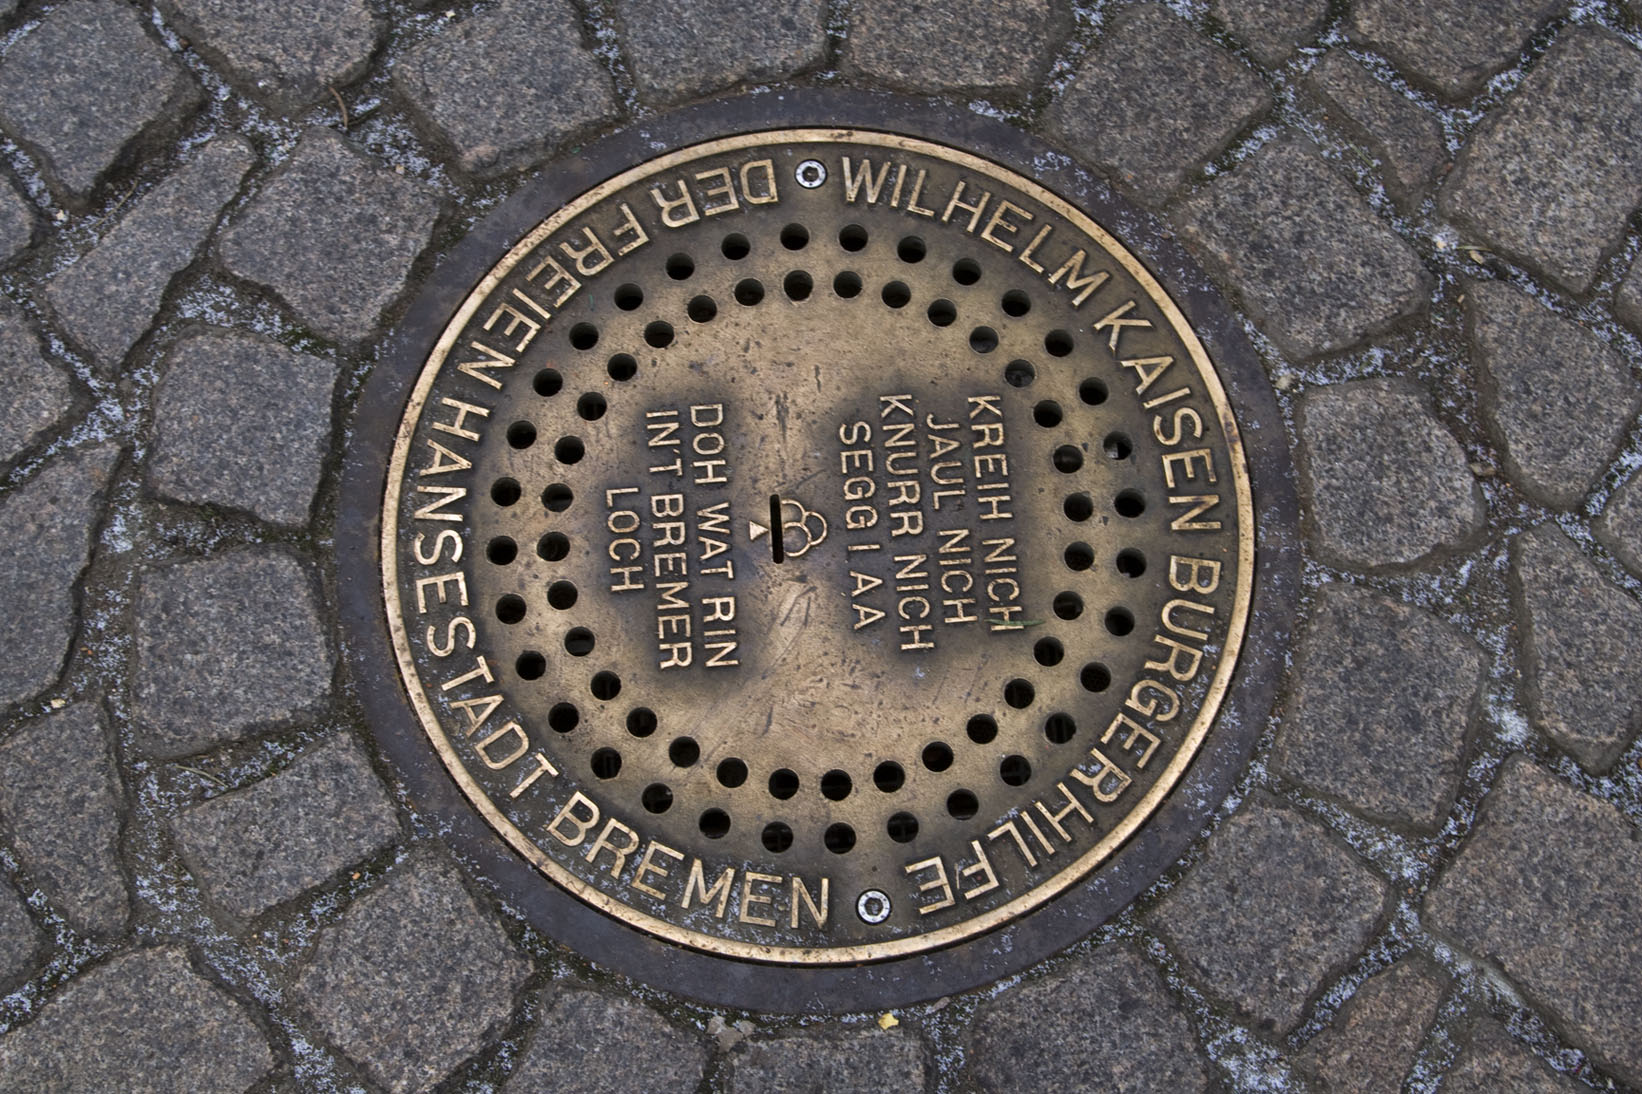 WILHELM KAISEN BÜRGERHILFE
DER FREIEN HANSESTADT BREMEN
KREIH NICH
JAUL NICH
KNURR NICH
SEGG I AA
DOH WAT RIN
IN'T BREMER
LOCH